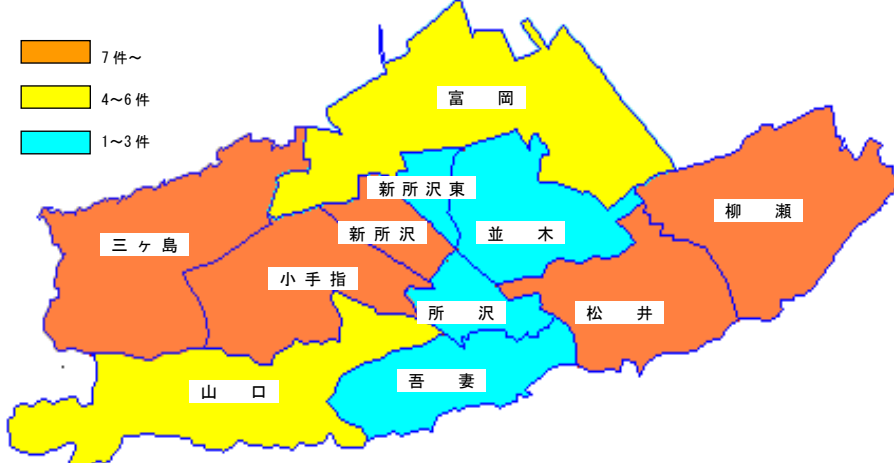 7件～
4～6件
1～3件
富岡
新所沢東
柳瀬
新所沢
並木
三ヶ島
小手指
所沢
松井
吾妻
山口